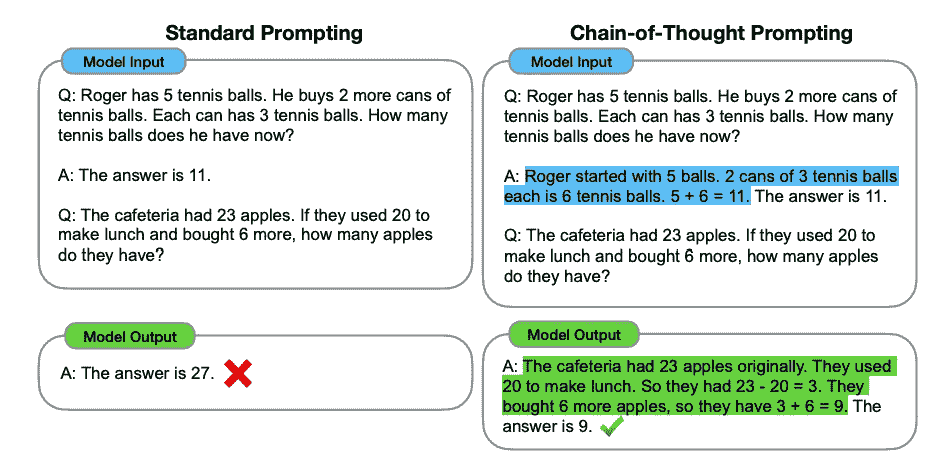 Standard Prompting
Model Input
Q: Roger has 5 tennis balls. He buys 2 more cans of
tennis balls. Each can has 3 tennis balls. How many
tennis balls does he have now?
A: The answer is 11.
Q: The cafeteria had 23 apples. If they used 20 to
make lunch and bought 6 more, how many apples
do they have?
Model Output
A: The answer is 27.
Chain-of-Thought Prompting
Model Input
Q: Roger has 5 tennis balls. He buys 2 more cans of
tennis balls. Each can has 3 tennis balls. How many
tennis balls does he have now?
A: Roger started with 5 balls. 2 cans of 3 tennis balls
each is 6 tennis balls. 5 + 6 = 11. The answer is 11.
Q: The cafeteria had 23 apples. If they used 20 to
make lunch and bought 6 more, how many apples
do they have?
Model Output
A: The cafeteria had 23 apples originally. They used
20 to make lunch. So they had 23 - 20 = 3. They
bought 6 more apples, so they have 3 + 6 = 9. The
answer is 9.